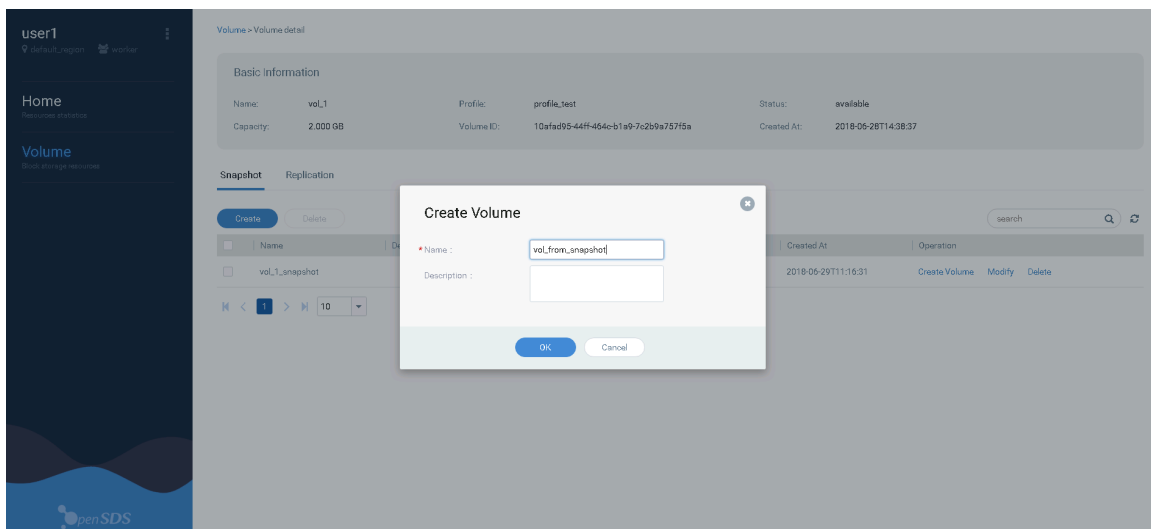 user1
default_region worker
Home
Resources statistics
Volume
Block storage resources
OpenSDS
Volume > Volume detail
Basic Information
Name: vol_1 Profile: profile_test Status: available
Capacity: 2.000 GB Volume ID: 10afad95-44ff-464c-b1a9-7c2b9a757f5a Created At: 2018-06-28T14:38:37
Snapshot Replication
Create Delete search
Name De Created At Operation
vol_1_snapshot 2018-06-29T11:16:31 Create Volume Modify Delete
1 10
Create Volume
* Name : vol_from_snapshot
Description :
OK Cancel